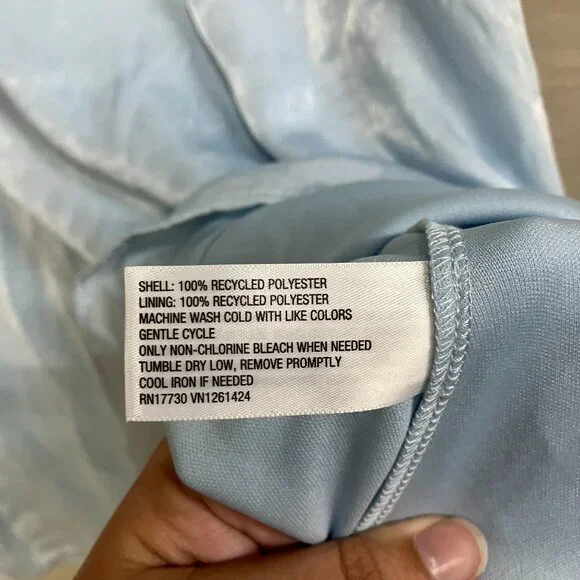 SHELL: 100% RECYCLED POLYESTER
LINING: 100% RECYCLED POLYESTER
MACHINE WASH COLD WITH LIKE COLORS
GENTLE CYCLE
ONLY NON-CHLORINE BLEACH WHEN NEEDED
TUMBLE DRY LOW, REMOVE PROMPTLY
COOL IRON IF NEEDED
RN17730 VN1261424